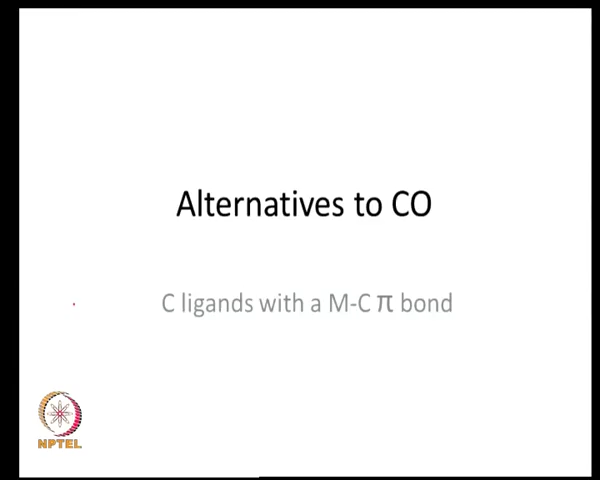 Alternatives to CO
C ligands with a M-C π bond
NPTEL